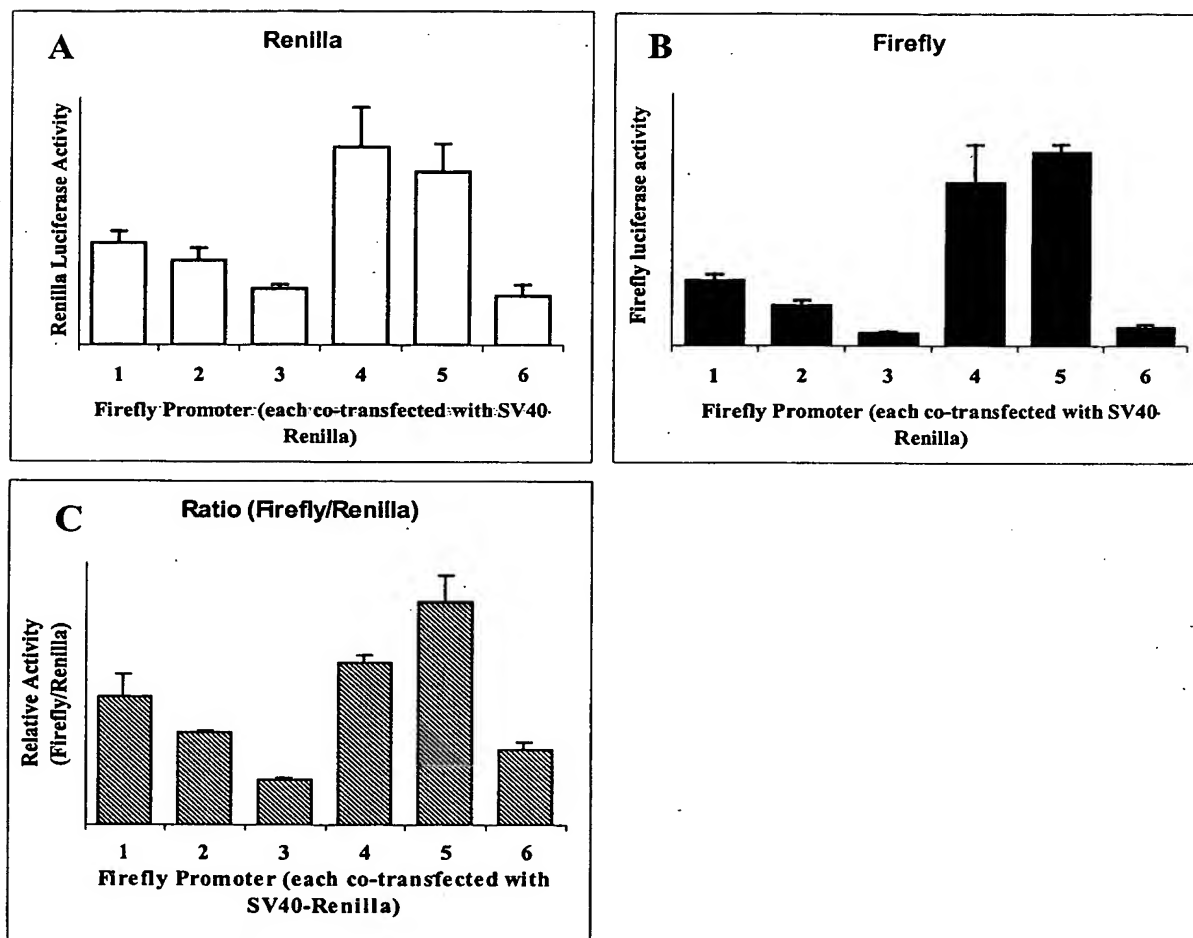 A
Renilla
Renilla Luciferase Activity
1 2 3 4 5 6
Firefly Promoter (each co-transfected with SV40-
Renilla)
B
Firefly
Firefly luciferase activity
1 2 3 4 5 6
Firefly Promoter (each co-transfected with SV40-
Renilla)
C
Ratio (Firefly/Renilla)
Relative Activity
(Firefly/Renilla)
1 2 3 4 5 6
Firefly Promoter (each co-transfected with
SV40-Renilla)